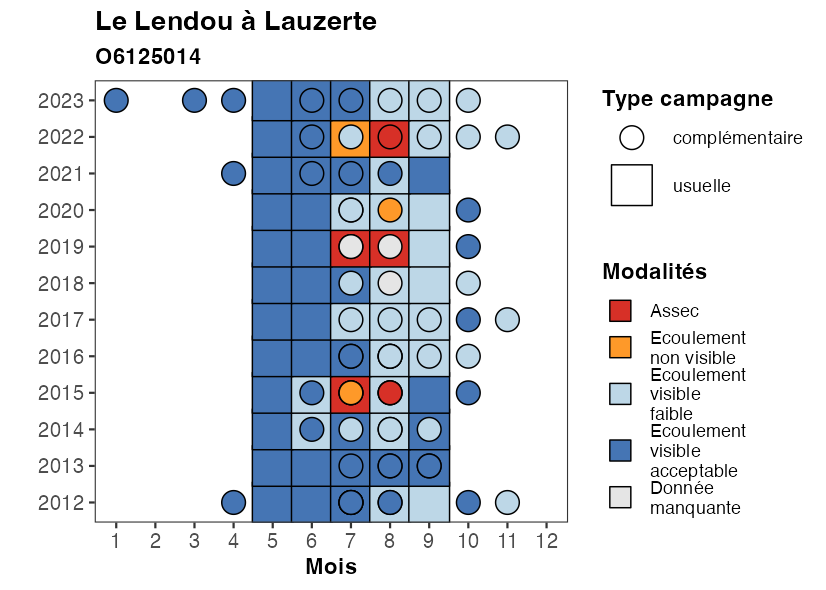 Le Lendou à Lauzerte
O6125014
2023
2022
2021
2020
2019
2018
2017
2016
2015
2014
2013
2012
1 2 3 4 5 6 7 8 9 10 11 12
Mois
Type campagne
complémentaire
usuelle
Modalités
Assec
Ecoulement
non visible
Ecoulement
visible
faible
Ecoulement
visible
acceptable
Donnée
manquante